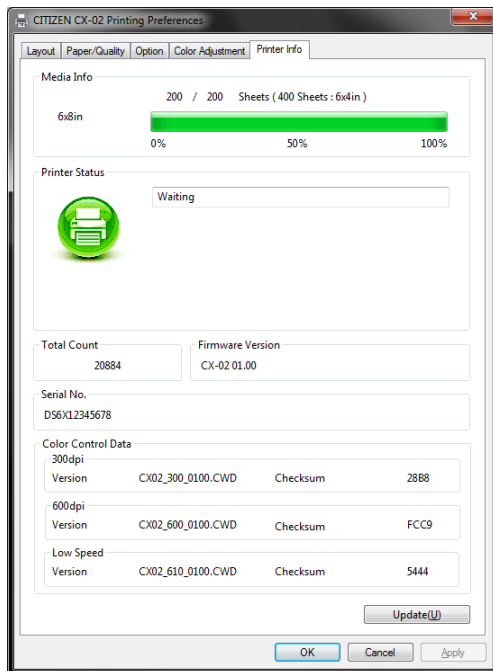 CITIZEN CX-02 Printing Preferences
Layout Paper/Quality Option Color Adjustment Printer Info
Media Info
200 / 200 Sheets ( 400 Sheets : 6x4in )
6x8in
0% 50% 100%
Printer Status
Waiting
Total Count Firmware Version
20884 CX-02 01.00
Serial No.
DS6X12345678
Color Control Data
300dpi
Version CX02_300_0100.CWD Checksum 28B8
600dpi
Version CX02_600_0100.CWD Checksum FCC9
Low Speed
Version CX02_610_0100.CWD Checksum 5444
Update(U)
OK Cancel Apply